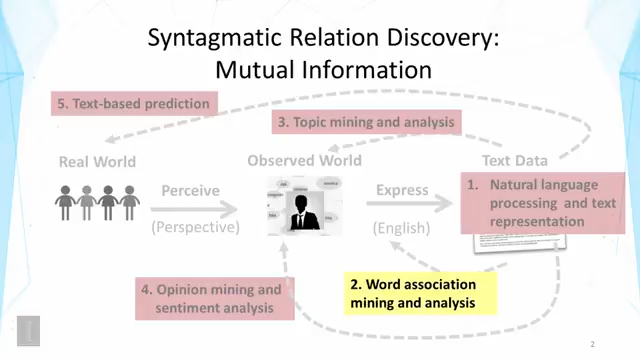 Syntagmatic Relation Discovery:
Mutual Information
5. Text-based prediction
3. Topic mining and analysis
Real World
Observed World
Text Data
Perceive
(Perspective)
Express
(English)
1. Natural language
processing and text
representation
4. Opinion mining and
sentiment analysis
2. Word association
mining and analysis
2